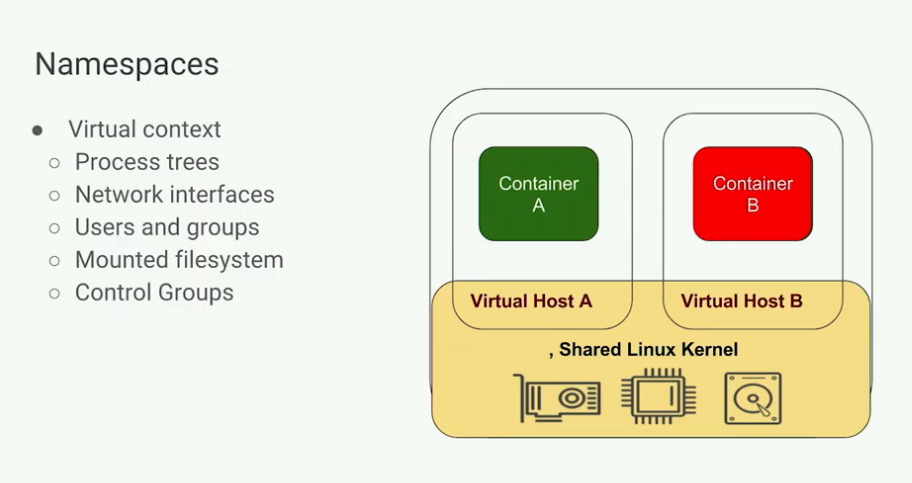 Namespaces
● Virtual context
○ Process trees
○ Network interfaces
○ Users and groups
○ Mounted filesystem
○ Control Groups
Container
A
Container
B
Virtual Host A
Virtual Host B
, Shared Linux Kernel